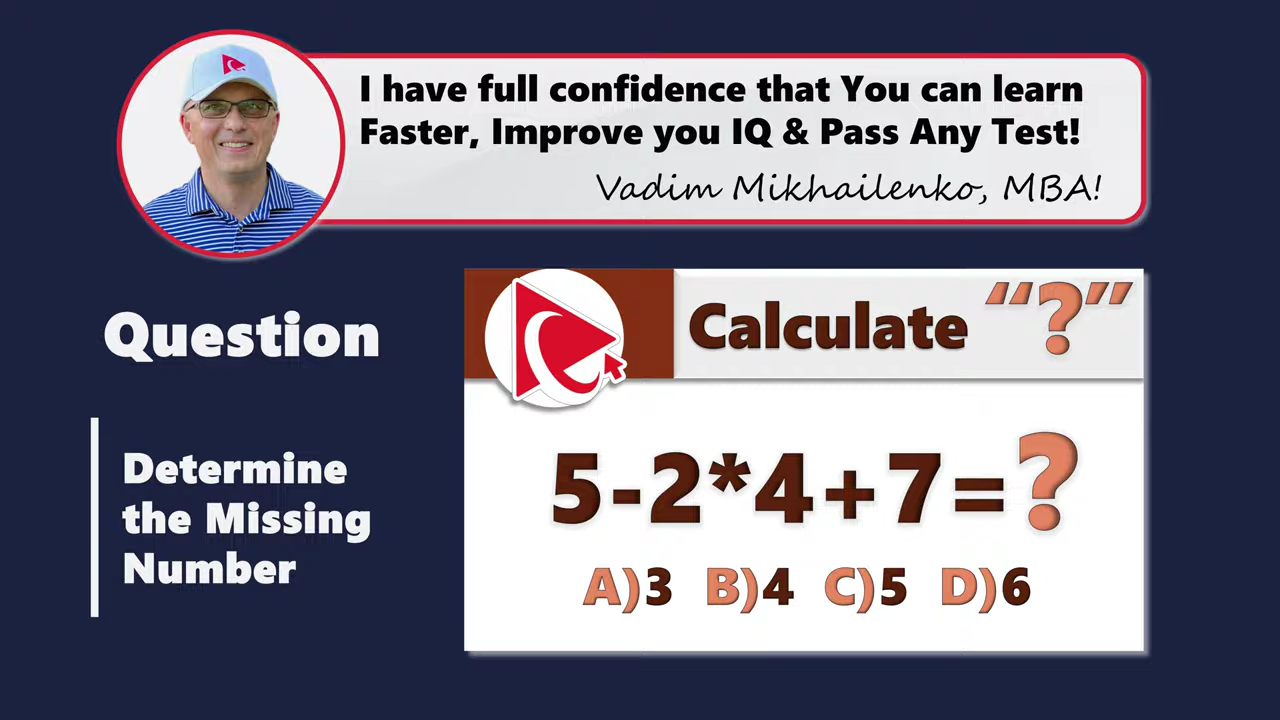 I have full confidence that You can learn
Faster, Improve you IQ & Pass Any Test!
Vadim Mikhailenko, MBA!
Question
Determine
the Missing
Number
Calculate “?”
5-2*4+7=?
A)3 B)4 C)5 D)6